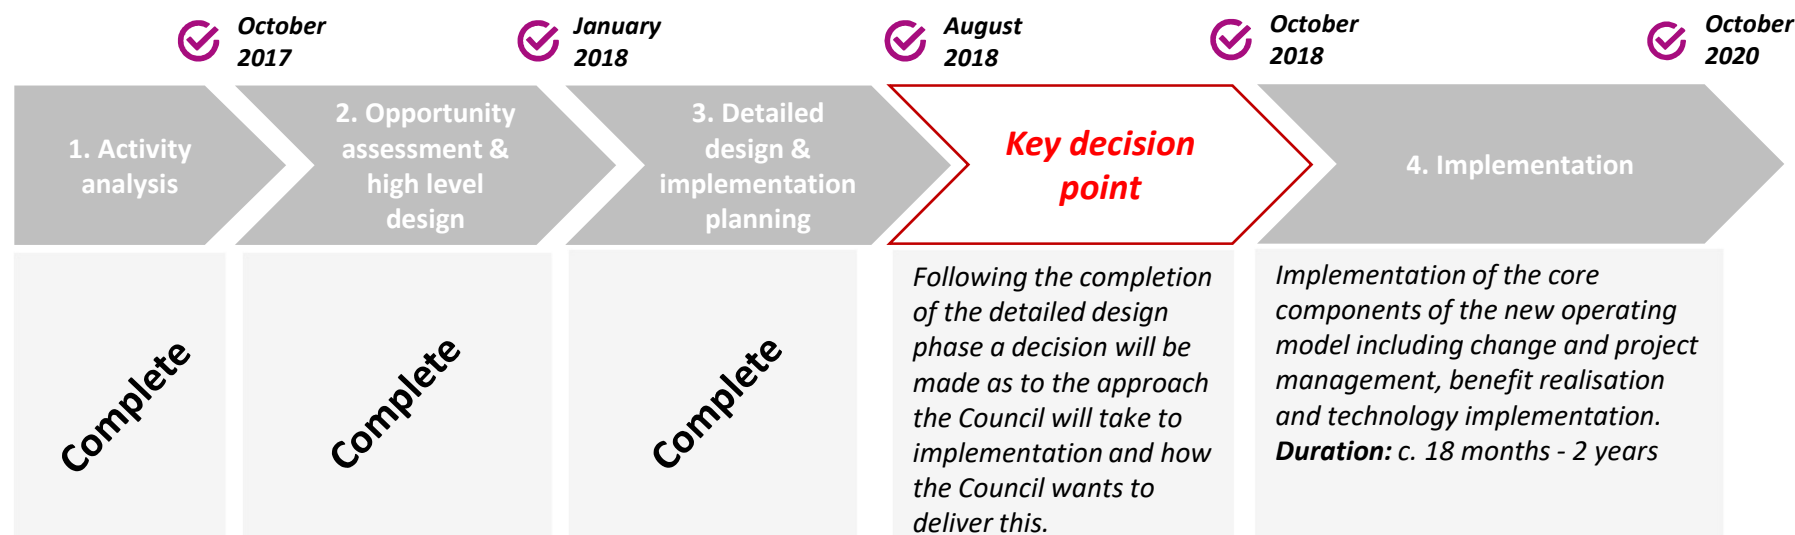 October
2017
January
2018
August
2018
October
2018
October
2020
1. Activity
analysis
2. Opportunity
assessment &
high level
design
3. Detailed
design &
implementation
planning
Key decision
point
4. Implementation
Complete
Complete
Complete
Following the completion
of the detailed design
phase a decision will be
made as to the approach
the Council will take to
implementation and how
the Council wants to
deliver this.
Implementation of the core
components of the new operating
model including change and project
management, benefit realisation
and technology implementation.
Duration: c. 18 months - 2 years